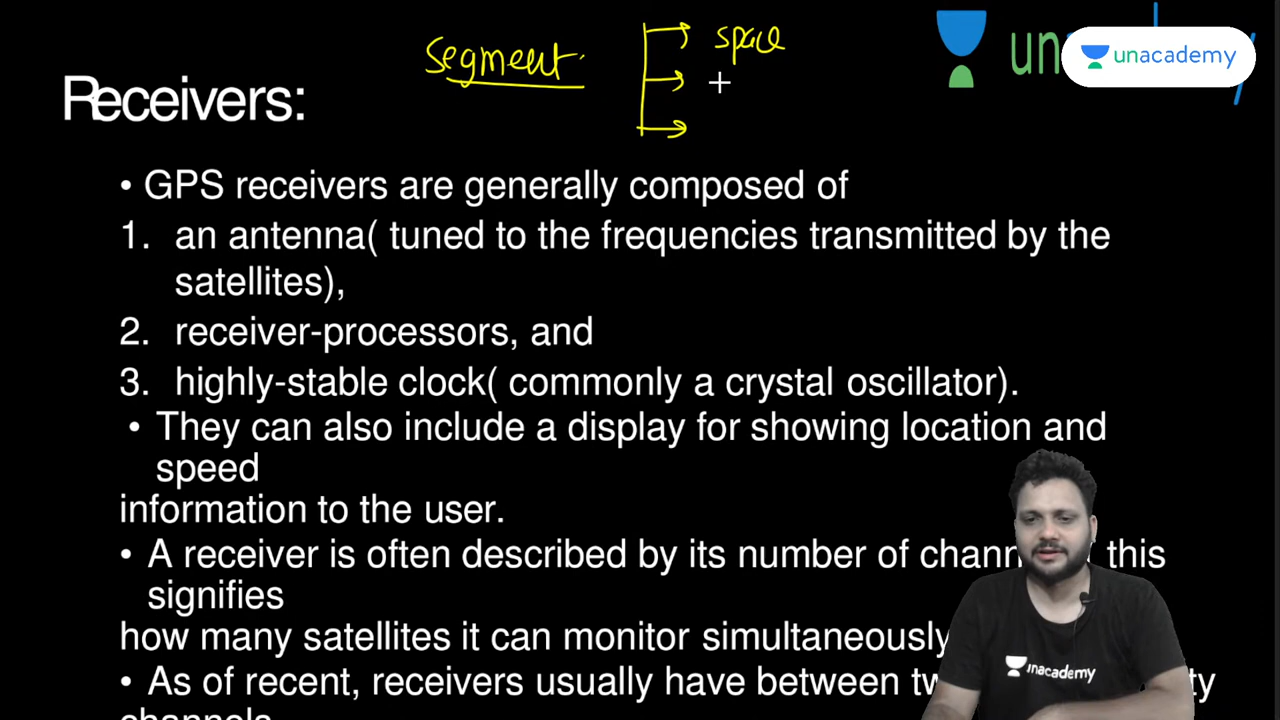 segment
space
unacademy
un
Receivers:
• GPS receivers are generally composed of
1. an antenna( tuned to the frequencies transmitted by the
satellites),
2. receiver-processors, and
3. highly-stable clock( commonly a crystal oscillator).
• They can also include a display for showing location and
speed
information to the user.
• A receiver is often described by its number of this
signifies
how many satellites it can monitor simultaneously
• As of recent, receivers usually have between
channels
unacademy